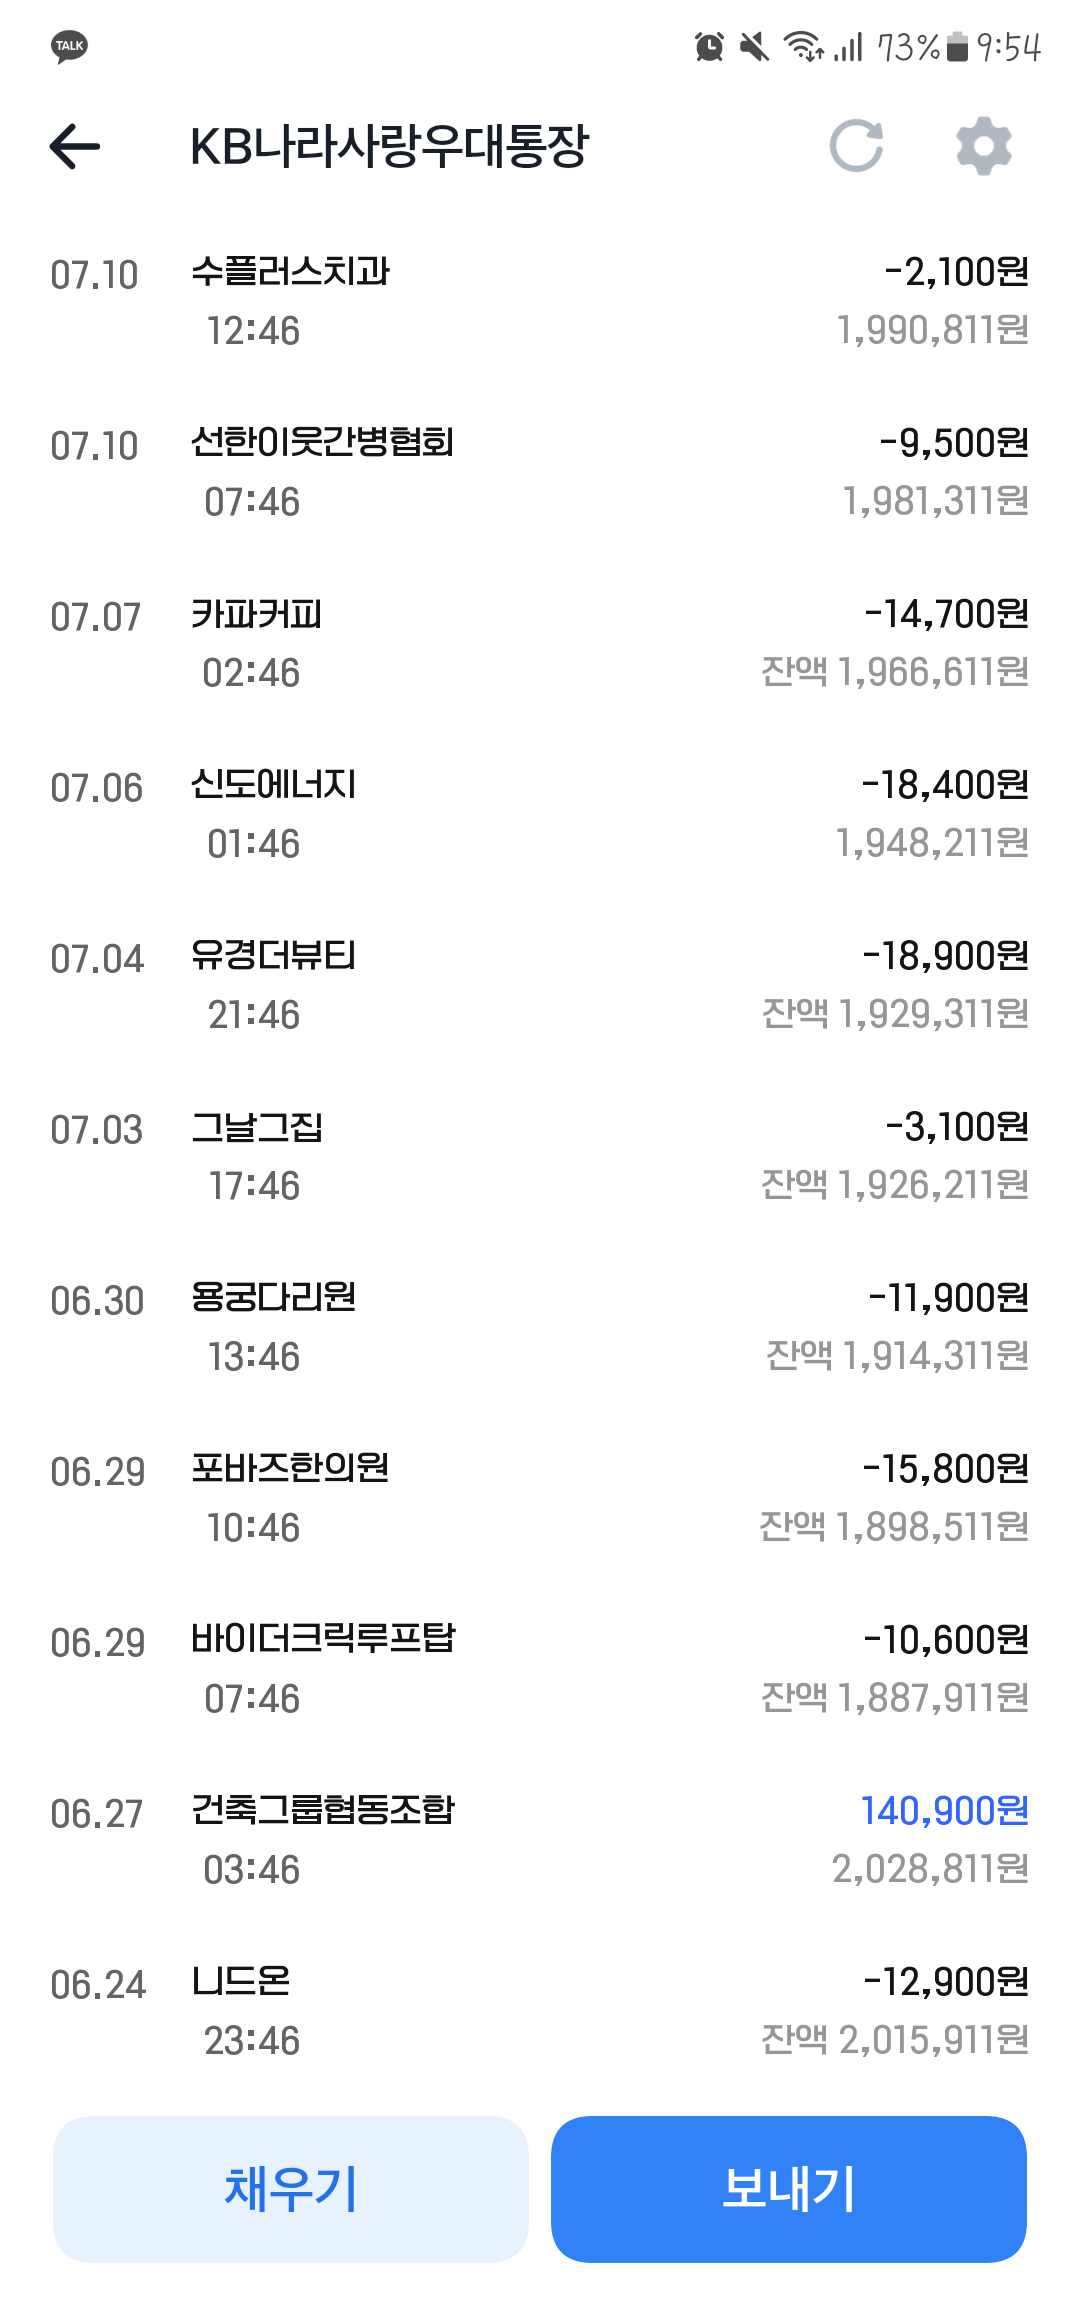 TALK 73% 9:54
KB나라사랑우대통장
07.10 수플러스치과 -2,100원
12:46 1,990,811원
07.10 선한이웃간병협회 -9,500원
07:46 1,981,311원
07.07 카파커피 -14,700원
02:46 잔액 1,966,611원
07.06 신도에너지 -18,400원
01:46 1,948,211원
07.04 유경더뷰티 -18,900원
21:46 잔액 1,929,311원
07.03 그날그집 -3,100원
17:46 잔액 1,926,211원
06.30 용궁다리원 -11,900원
13:46 잔액 1,914,311원
06.29 포바즈한의원 -15,800원
10:46 잔액 1,898,511원
06.29 바이더크릭루프탑 -10,600원
07:46 잔액 1,887,911원
06.27 건축그룹협동조합 140,900원
03:46 2,028,811원
06.24 니드온 -12,900원
23:46 잔액 2,015,911원
채우기 보내기